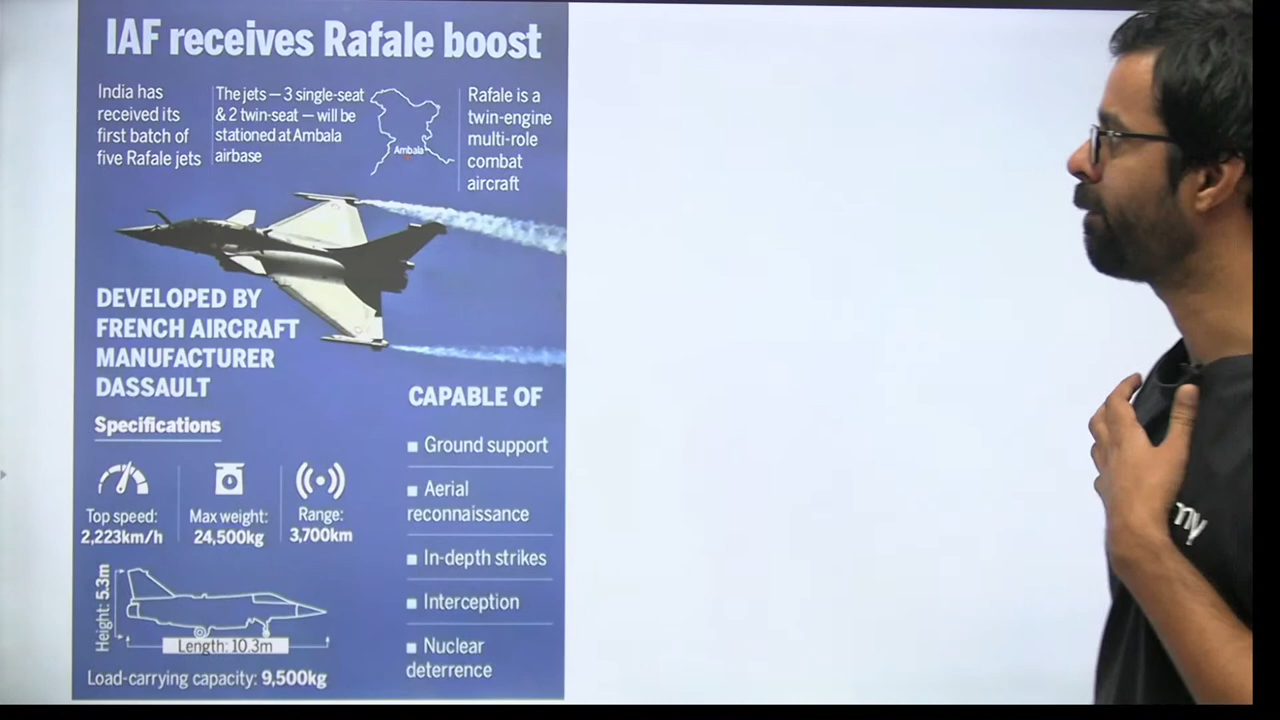 IAF receives Rafale boost
India has
received its
first batch of
five Rafale jets
The jets — 3 single-seat
& 2 twin-seat — will be
stationed at Ambala
airbase
Ambala
Rafale is a
twin-engine
multi-role
combat
aircraft
DEVELOPED BY
FRENCH AIRCRAFT
MANUFACTURER
DASSAULT
Specifications
Top speed:
2,223km/h
Max weight:
24,500kg
Range:
3,700km
Height: 5.3m
Length: 10.3m
Load-carrying capacity: 9,500kg
CAPABLE OF
Ground support
Aerial
reconnaissance
In-depth strikes
Interception
Nuclear
deterrence
my